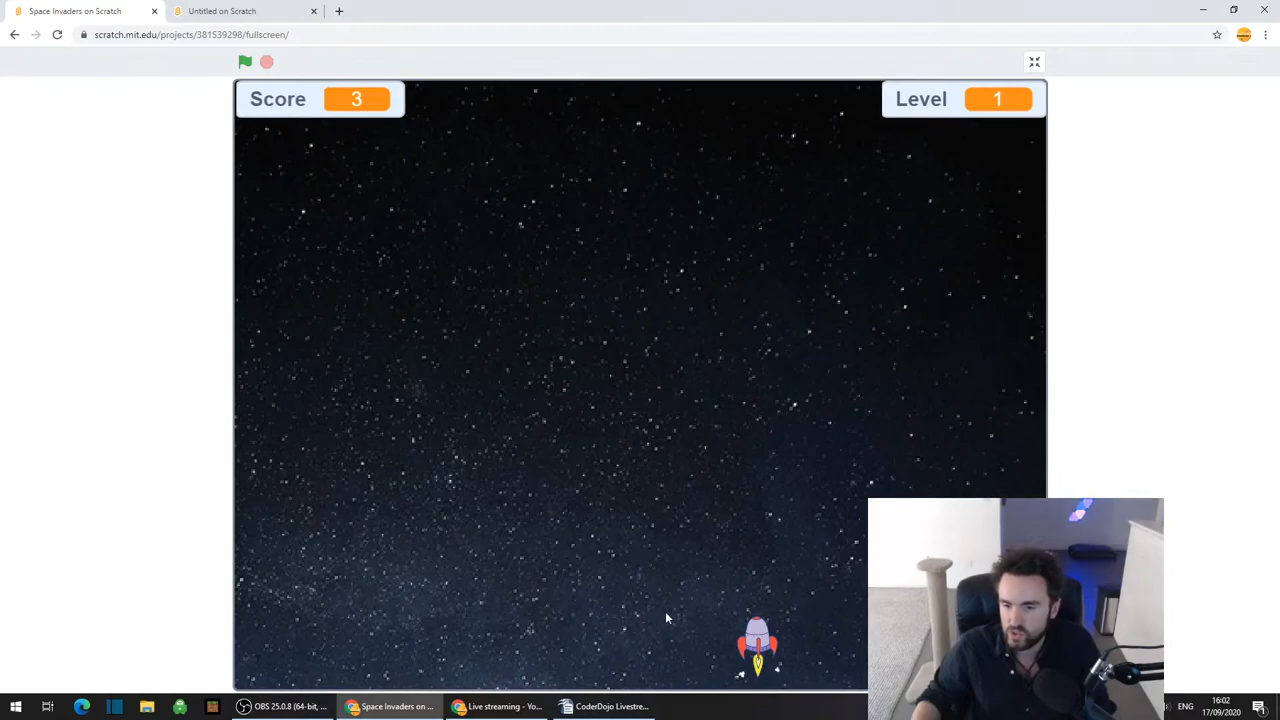 Space Invaders on Scratch
Untitled on Scratch
scratch.mit.edu/projects/381539298/fullscreen/
Score 3
Level 1
OBS 25.0.8 (64-bit, ...
Space Invaders on ...
Live streaming - Yo...
CoderDojo Livestre...
ENG
16:02
17/09/2020
1